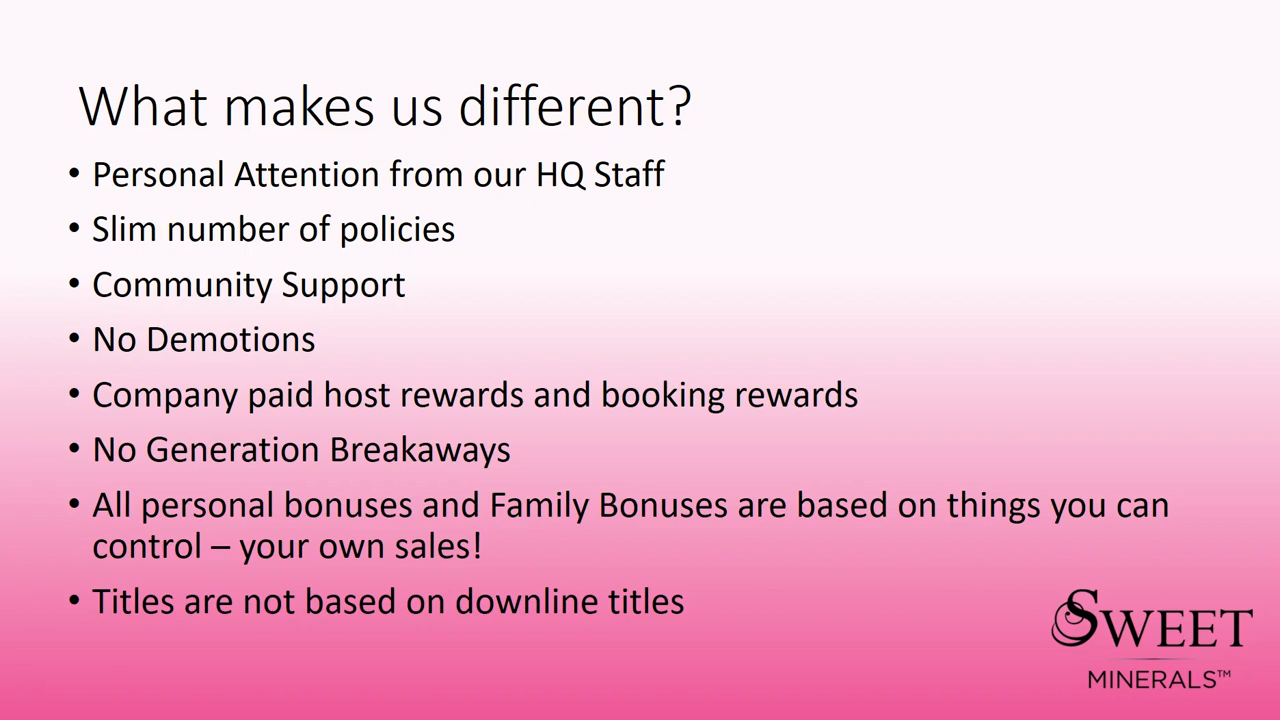 What makes us different?
• Personal Attention from our HQ Staff
• Slim number of policies
• Community Support
• No Demotions
• Company paid host rewards and booking rewards
• No Generation Breakaways
• All personal bonuses and Family Bonuses are based on things you can
control – your own sales!
• Titles are not based on downline titles
SWEET
MINERALS™